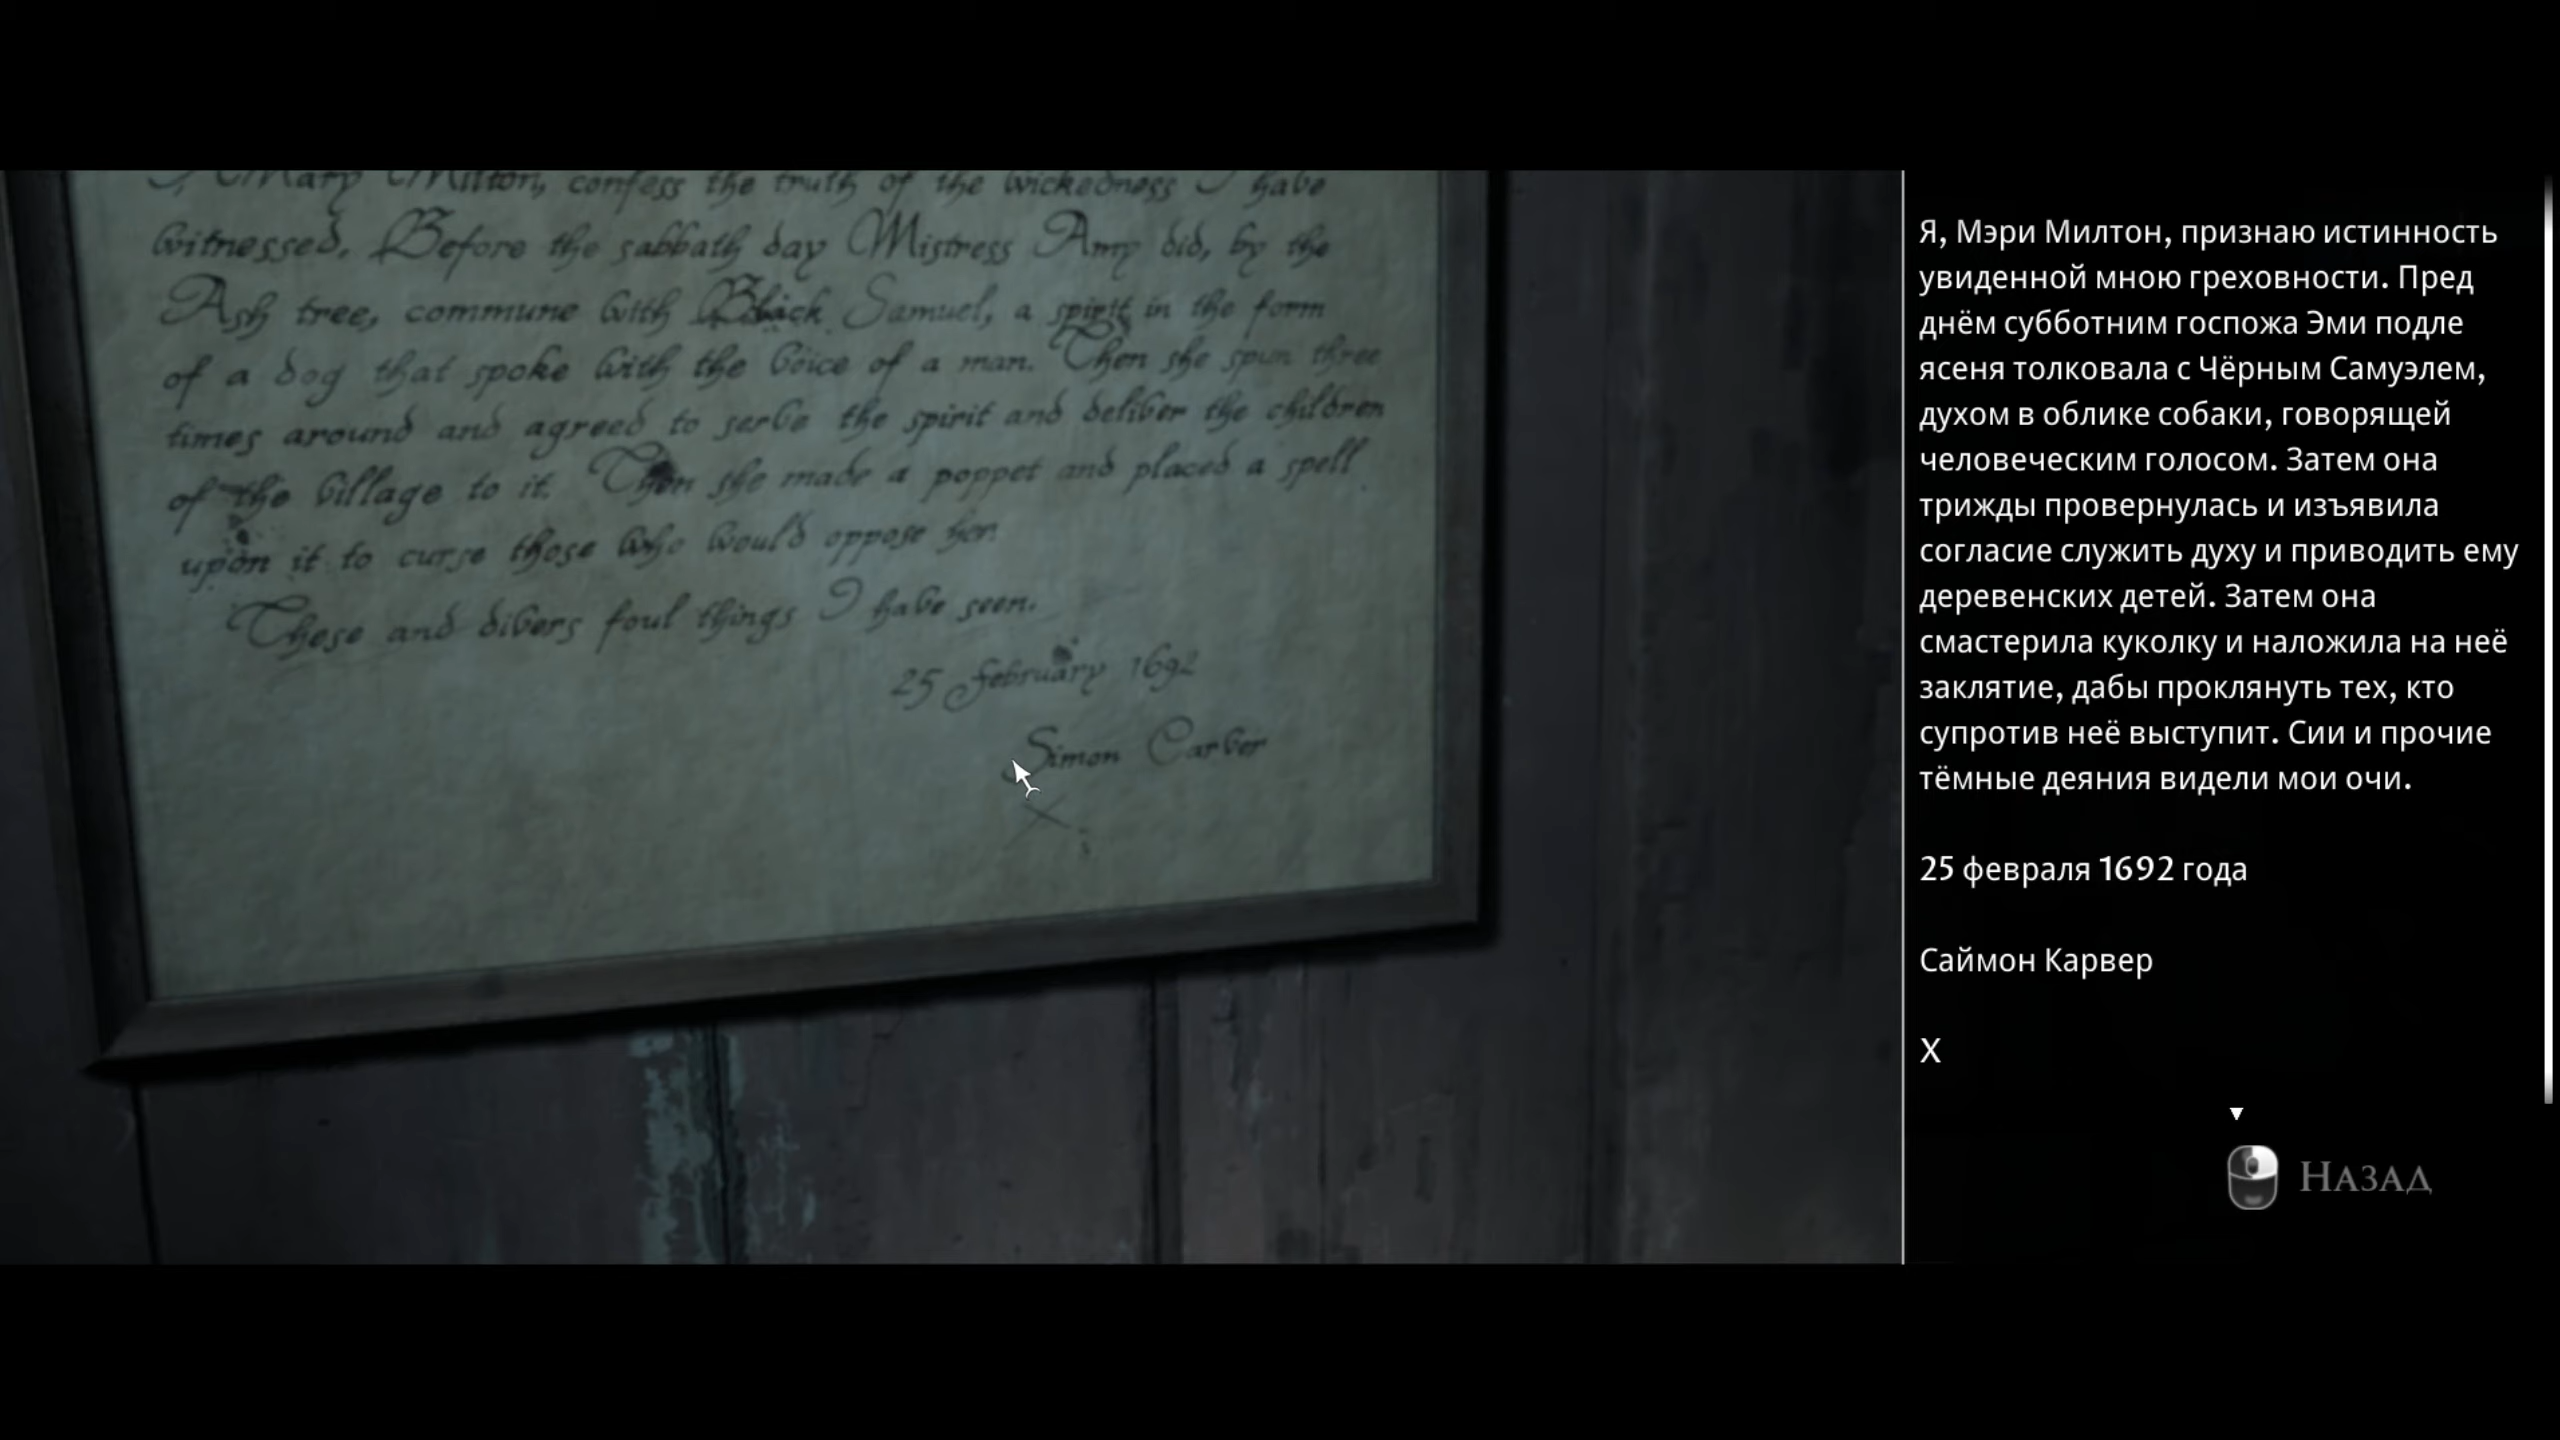 I, Mary Milton, confess the truth of the wickedness I have
witnessed. Before the sabbath day Mistress Amy did, by the
Ash tree, commune with Black Samuel, a spirit in the form
of a dog that spoke with the voice of a man. Then she spun three
times around and agreed to serve the spirit and deliver the children
of the village to it. Then she made a poppet and placed a spell
upon it to curse those who would oppose her.
These and divers foul things I have seen.
25 february 1692
Simon Carver
X
Я, Мэри Милтон, признаю истинность
увиденной мною греховности. Пред
днём субботним госпожа Эми подле
ясеня толковала с Чёрным Самуэлем,
духом в облике собаки, говорящей
человеческим голосом. Затем она
трижды провернулась и изъявила
согласие служить духу и приводить ему
деревенских детей. Затем она
смастерила куколку и наложила на неё
заклятие, дабы проклянуть тех, кто
супротив неё выступит. Сии и прочие
тёмные деяния видели мои очи.
25 февраля 1692 года
Саймон Карвер
X
Назад